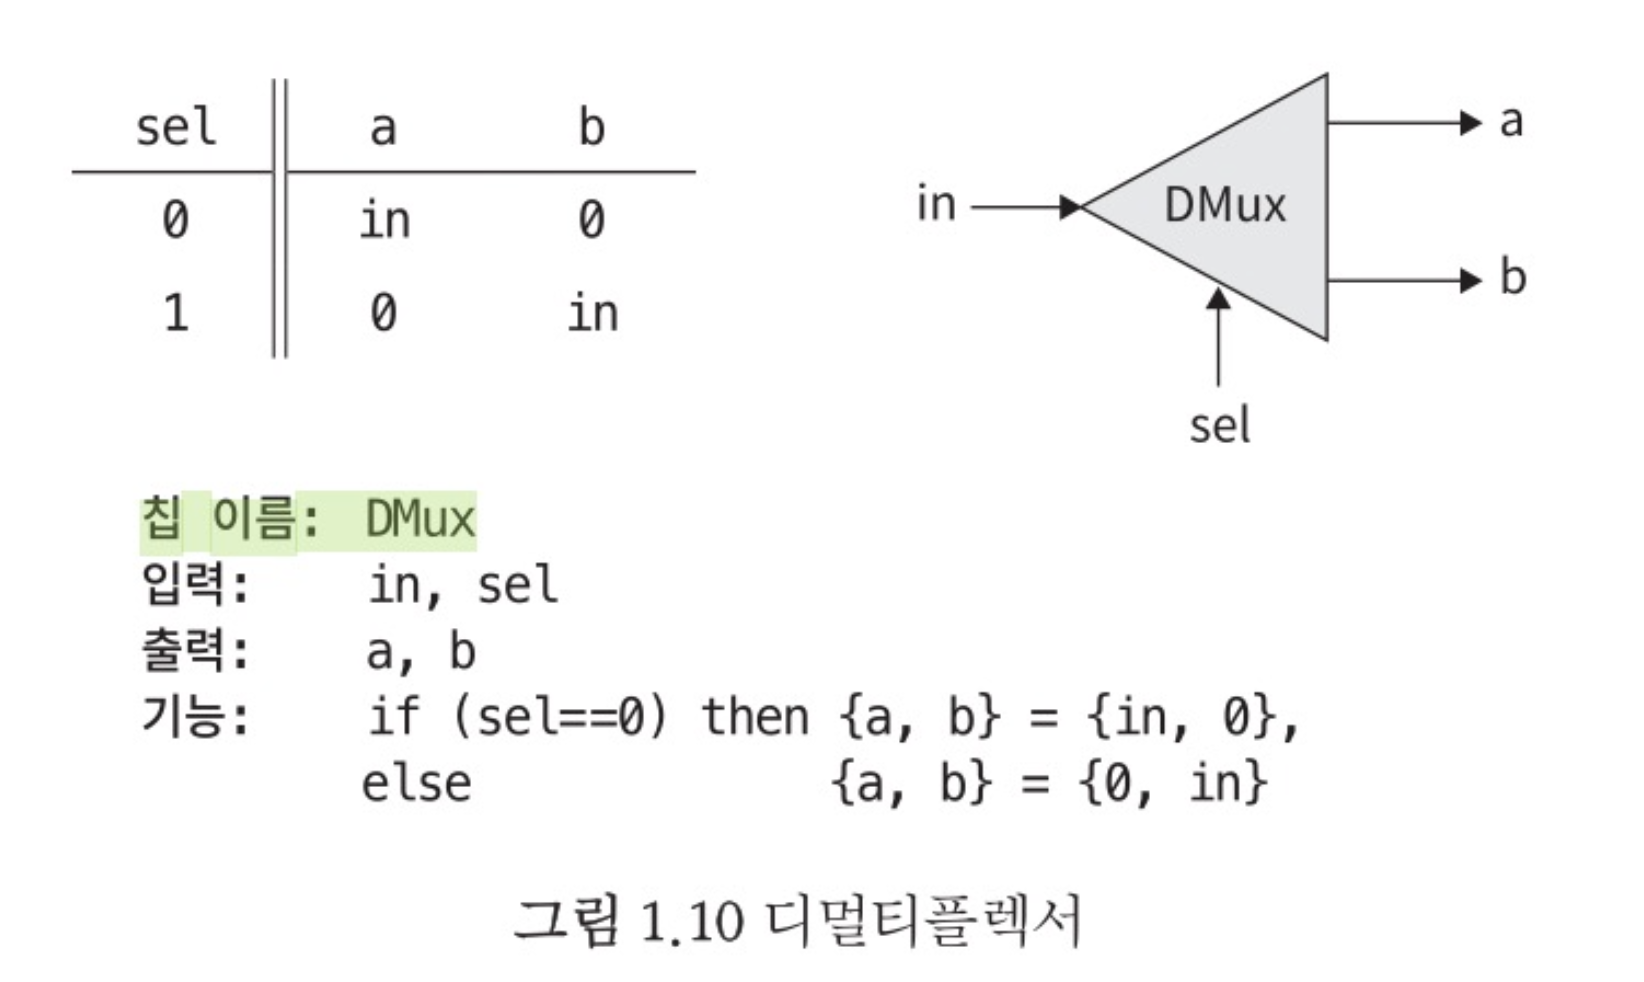 sel a b
0 in 0
1 0 in
in DMux a
b
sel
칩 이름: DMux
입력: in, sel
출력: a, b
기능: if (sel==0) then {a, b} = {in, 0},
else {a, b} = {0, in}
그림 1.10 디멀티플렉서